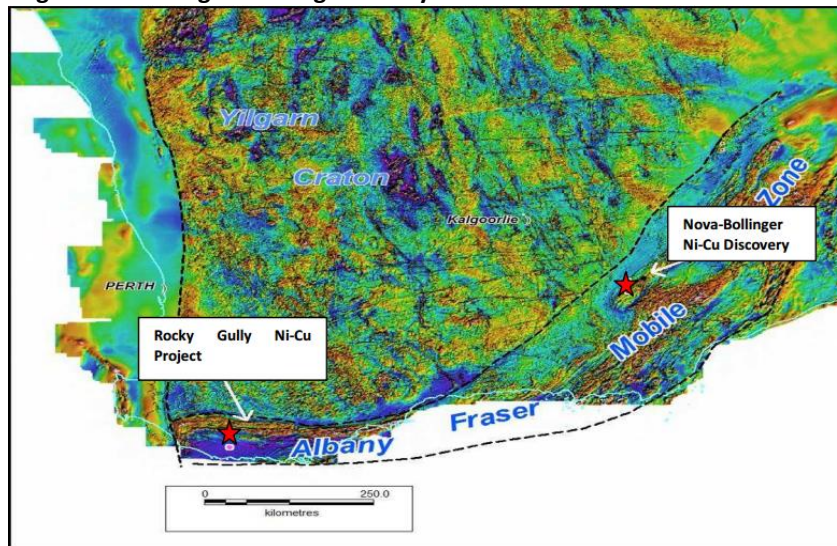 Yilgarn
Craton
Kalgoorlie
Zone
Nova-Bollinger
Ni-Cu Discovery
PERTH
Rocky Gully Ni-Cu
Project
Mobile
Fraser
Albany
0 250.0
kilometres